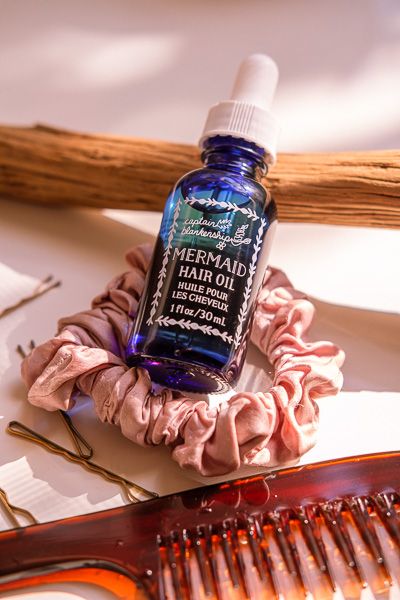 captain
blankenship
MERMAID
HAIR OIL
HUILE POUR
LES CHEVEUX
1 fl oz/30 mL